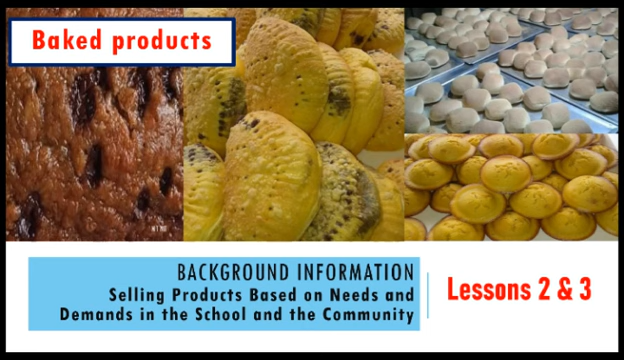 Baked products
BACKGROUND INFORMATION
Selling Products Based on Needs and
Demands in the School and the Community
Lessons 2 & 3